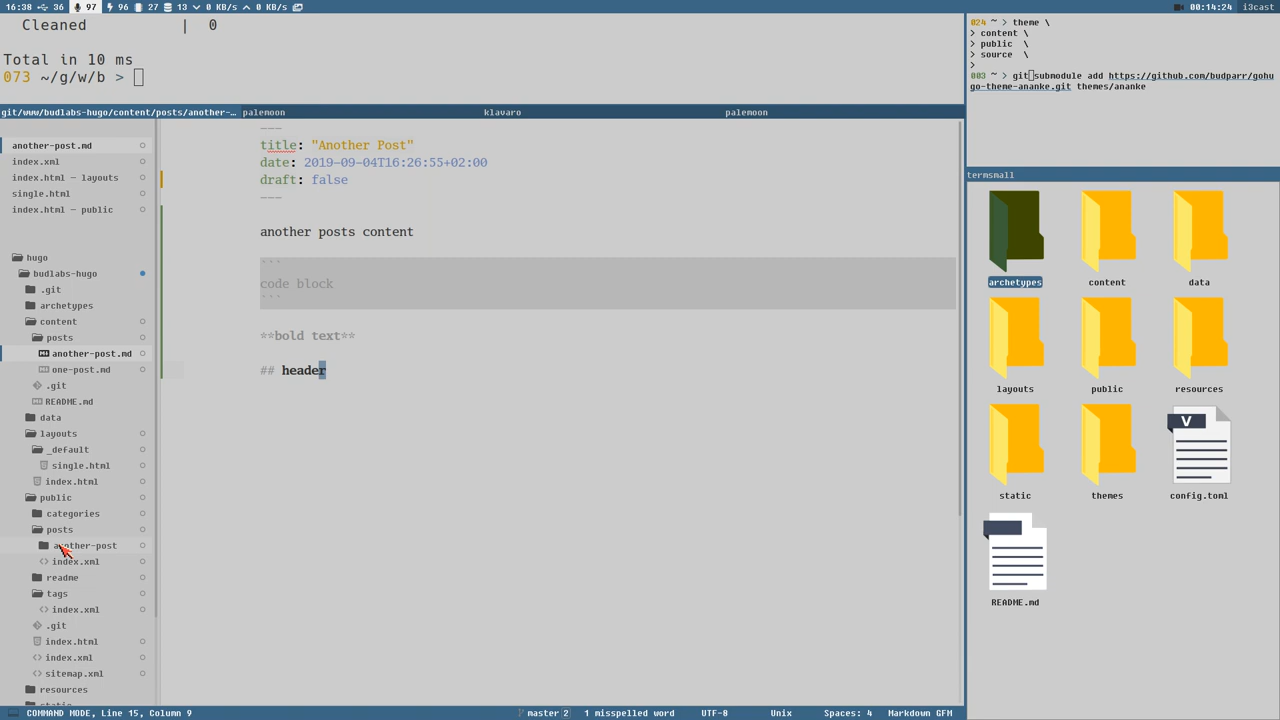 16:38 36 97 96 27 13 0 KB/s 0 KB/s
00:14:24 i3cast
Cleaned | 0
Total in 10 ms
073 ~/g/w/b >
024 ~ > theme \
> content \
> public \
> source \
>
003 ~ > git submodule add https://github.com/budparr/gohu
go-theme-ananke.git themes/ananke
git/www/budlabs-hugo/content/posts/another-… palemoon klavaro palemoon
another-post.md
index.xml
index.html — layouts
single.html
index.html — public
hugo
budlabs-hugo
.git
archetypes
content
posts
another-post.md
one-post.md
.git
README.md
data
layouts
_default
single.html
index.html
public
categories
posts
another-post
index.xml
readme
tags
index.xml
.git
index.html
index.xml
sitemap.xml
resources
static
---
title: "Another Post"
date: 2019-09-04T16:26:55+02:00
draft: false
---
another posts content
```
code block
```
**bold text**
## header
termsmall
archetypes content data
layouts public resources
static themes config.toml
README.md
COMMAND MODE, Line 15, Column 9 master 2 1 misspelled word UTF-8 Unix Spaces: 4 Markdown GFM